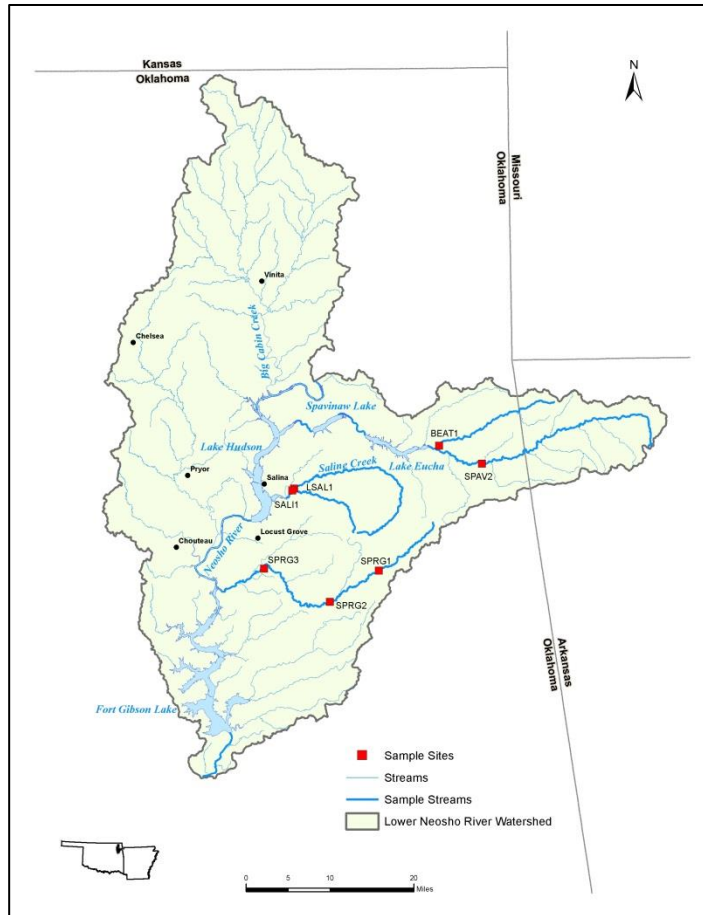 Kansas
Oklahoma
N
Missouri
Oklahoma
Vinita
Chelsea
Big Cabin Creek
Spavinaw Lake
BEAT1
Lake Hudson
SPAV2
Lake Eucha
Saline Creek
Pryor
Salina
LSAL1
SALI1
Neosho River
Locust Grove
Chouteau
SPRG3
SPRG1
SPRG2
Arkansas
Oklahoma
Fort Gibson Lake
Sample Sites
Streams
Sample Streams
Lower Neosho River Watershed
0 5 10 20
Miles